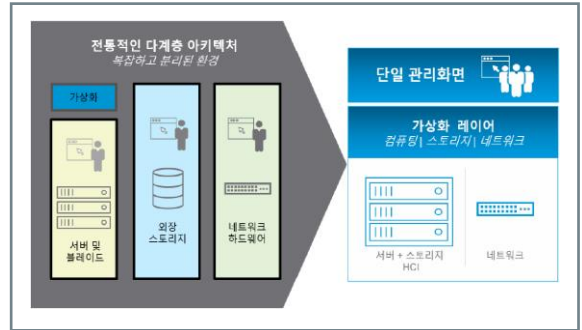 전통적인 다계층 아키텍처
복잡하고 분리된 환경
가상화
서버 및
블레이드
외장
스토리지
네트워크
하드웨어
단일 관리화면
가상화 레이어
컴퓨팅| 스토리지| 네트워크
서버 + 스토리지
HCI
네트워크